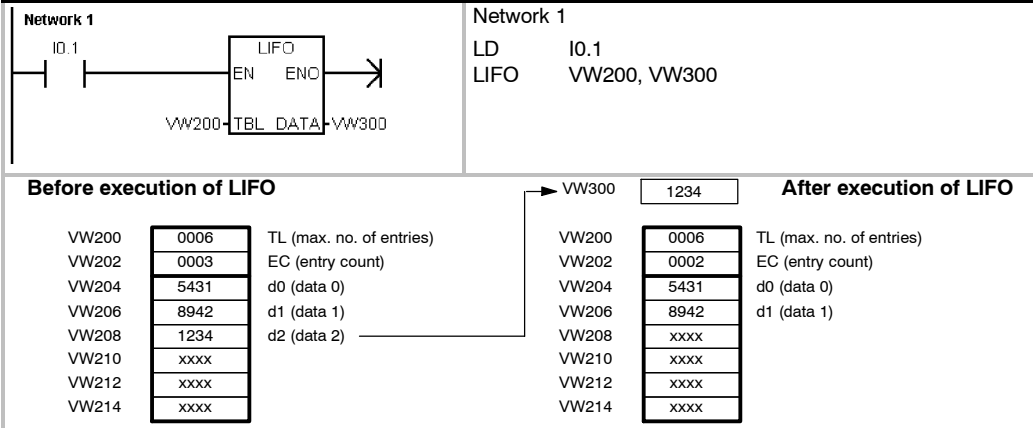 Network 1
I0.1
LIFO
EN ENO
VW200 TBL DATA VW300
Network 1
LD I0.1
LIFO VW200, VW300
Before execution of LIFO
VW200 0006 TL (max. no. of entries)
VW202 0003 EC (entry count)
VW204 5431 d0 (data 0)
VW206 8942 d1 (data 1)
VW208 1234 d2 (data 2)
VW210 xxxx
VW212 xxxx
VW214 xxxx
VW300 1234 After execution of LIFO
VW200 0006 TL (max. no. of entries)
VW202 0002 EC (entry count)
VW204 5431 d0 (data 0)
VW206 8942 d1 (data 1)
VW208 xxxx
VW210 xxxx
VW212 xxxx
VW214 xxxx